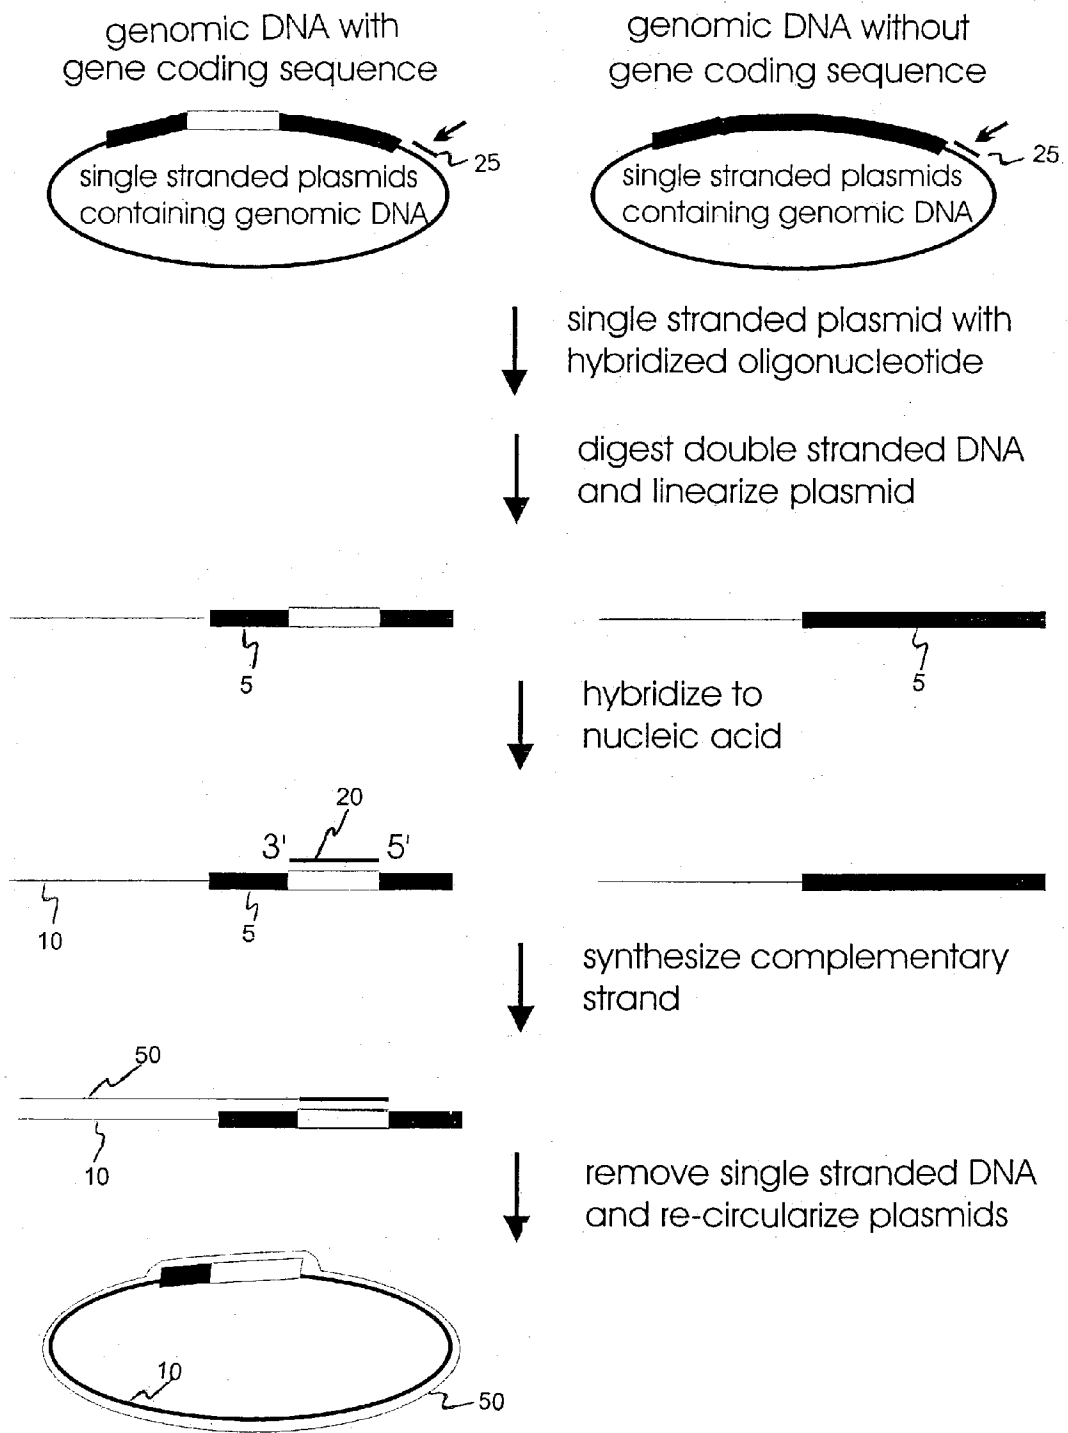 genomic DNA with
gene coding sequence
genomic DNA without
gene coding sequence
25
25
single stranded plasmids
containing genomic DNA
single stranded plasmids
containing genomic DNA
single stranded plasmid with
hybridized oligonucleotide
digest double stranded DNA
and linearize plasmid
5
5
hybridize to
nucleic acid
20
3' 5'
10
5
synthesize complementary
strand
50
10
remove single stranded DNA
and re-circularize plasmids
10
50